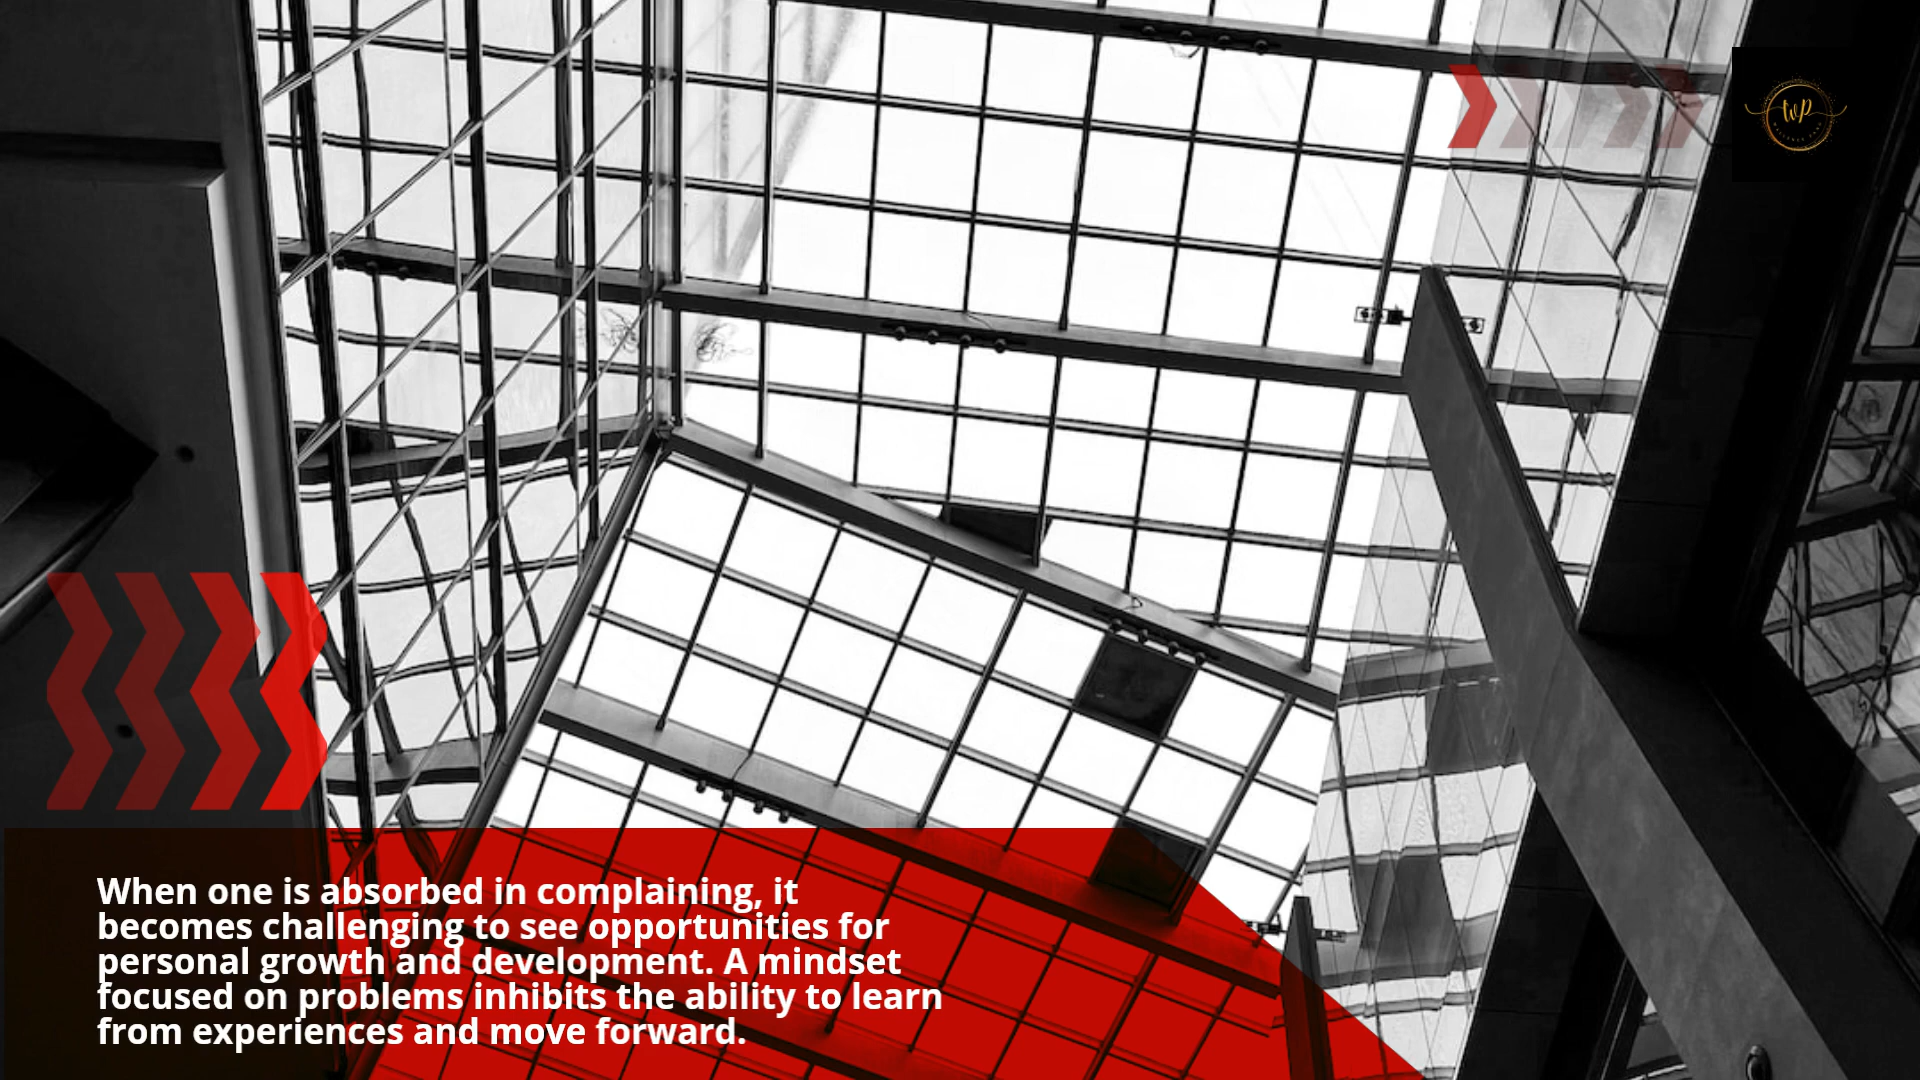 wp
When one is absorbed in complaining, it
becomes challenging to see opportunities for
personal growth and development. A mindset
focused on problems inhibits the ability to learn
from experiences and move forward.